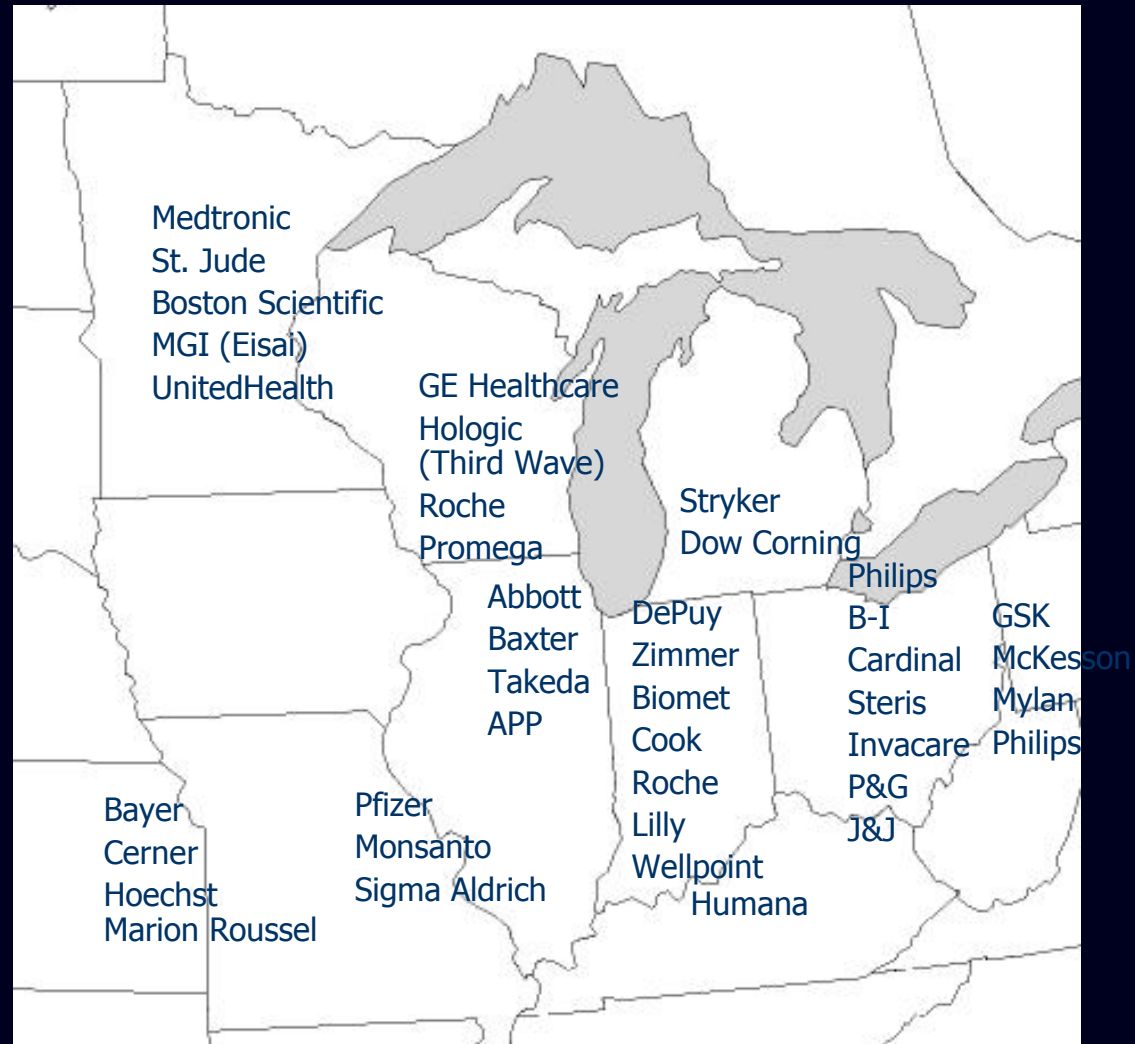 Medtronic
St. Jude
Boston Scientific
MGI (Eisai)
UnitedHealth
GE Healthcare
Hologic
(Third Wave)
Roche
Promega
Stryker
Dow Corning
Abbott
Baxter
Takeda
APP
DePuy
Zimmer
Biomet
Cook
Roche
Lilly
Wellpoint
Humana
Philips
B-I
Cardinal
Steris
Invacare
P&G
J&J
GSK
McKesson
Mylan
Philips
Bayer
Cerner
Hoechst
Marion Roussel
Pfizer
Monsanto
Sigma Aldrich